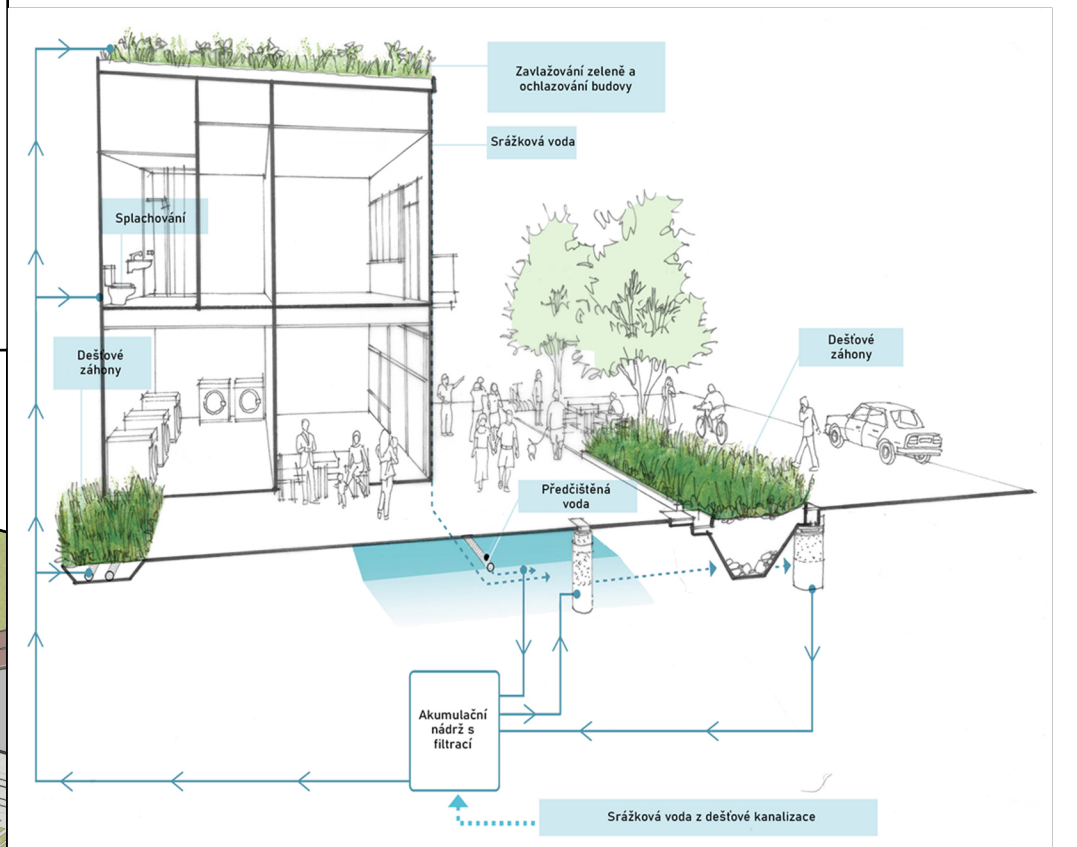 Zavlažování zeleně a
ochlazování budovy
Srážková voda
Splachování
Dešťové
záhony
Dešťové
záhony
Předčištěná
voda
Akumulační
nádrž s
filtrací
Srážková voda z dešťové kanalizace